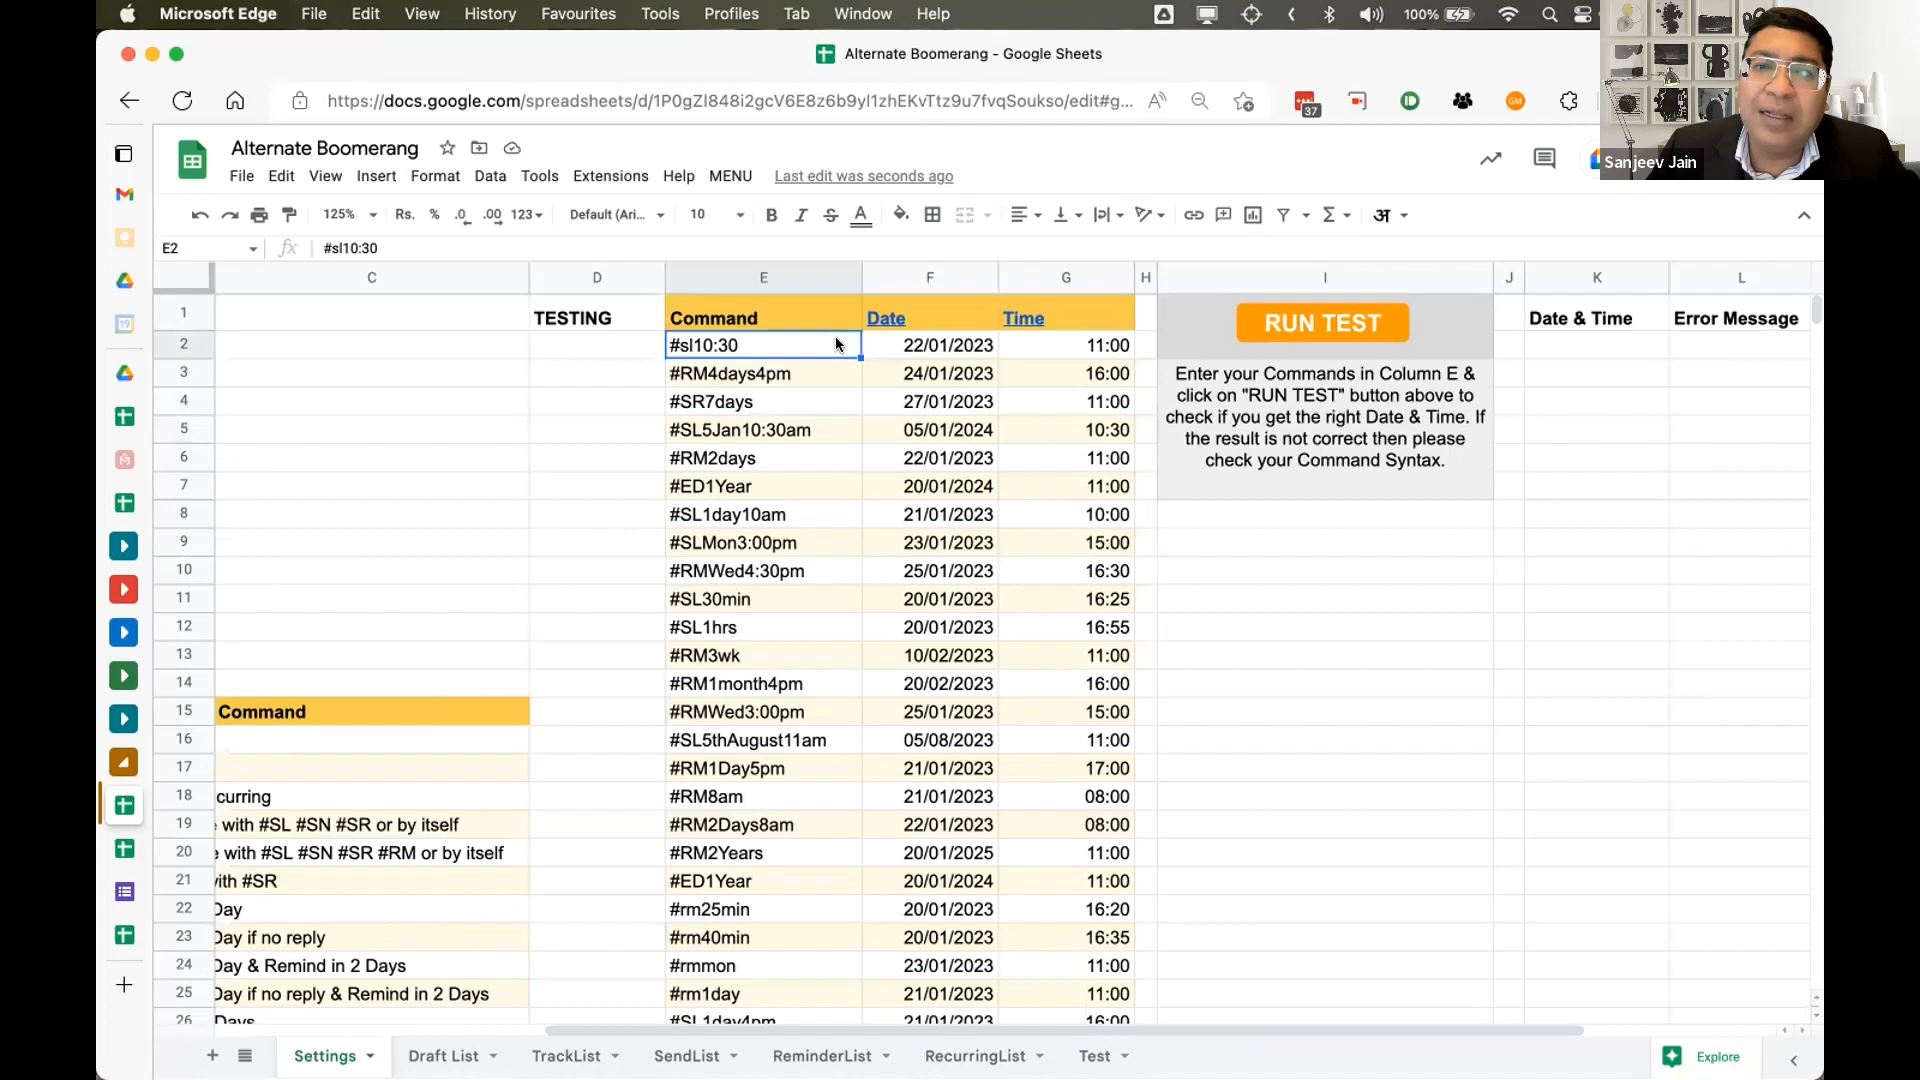 Microsoft Edge File Edit View History Favourites Tools Profiles Tab Window Help 100%
Alternate Boomerang - Google Sheets
https://docs.google.com/spreadsheets/d/1P0gZl848i2gcV6E8z6b9yl1zhEKvTtz9u7fvqSoukso/edit#g...
37
GM
Sanjeev Jain
Alternate Boomerang
File Edit View Insert Format Data Tools Extensions Help MENU Last edit was seconds ago
125% Rs. % .0 .00 123 Default (Ari... 10 B I S A अ
E2 fx #sl10:30
C D E F G H I J K L
1 TESTING Command Date Time RUN TEST Date & Time Error Message
2 #sl10:30 22/01/2023 11:00
Enter your Commands in Column E &
click on "RUN TEST" button above to
check if you get the right Date & Time. If
the result is not correct then please
check your Command Syntax.
3 #RM4days4pm 24/01/2023 16:00
4 #SR7days 27/01/2023 11:00
5 #SL5Jan10:30am 05/01/2024 10:30
6 #RM2days 22/01/2023 11:00
7 #ED1Year 20/01/2024 11:00
8 #SL1day10am 21/01/2023 10:00
9 #SLMon3:00pm 23/01/2023 15:00
10 #RMWed4:30pm 25/01/2023 16:30
11 #SL30min 20/01/2023 16:25
12 #SL1hrs 20/01/2023 16:55
13 #RM3wk 10/02/2023 11:00
14 #RM1month4pm 20/02/2023 16:00
15 Command #RMWed3:00pm 25/01/2023 15:00
16 #SL5thAugust11am 05/08/2023 11:00
17 #RM1Day5pm 21/01/2023 17:00
18 curring #RM8am 21/01/2023 08:00
19 with #SL #SN #SR or by itself #RM2Days8am 22/01/2023 08:00
20 with #SL #SN #SR #RM or by itself #RM2Years 20/01/2025 11:00
21 with #SR #ED1Year 20/01/2024 11:00
22 Day #rm25min 20/01/2023 16:20
23 Day if no reply #rm40min 20/01/2023 16:35
24 Day & Remind in 2 Days #rmmon 23/01/2023 11:00
25 Day if no reply & Remind in 2 Days #rm1day 21/01/2023 11:00
26 Days #SL1day4pm 21/01/2023 16:00
Settings Draft List TrackList SendList ReminderList RecurringList Test Explore